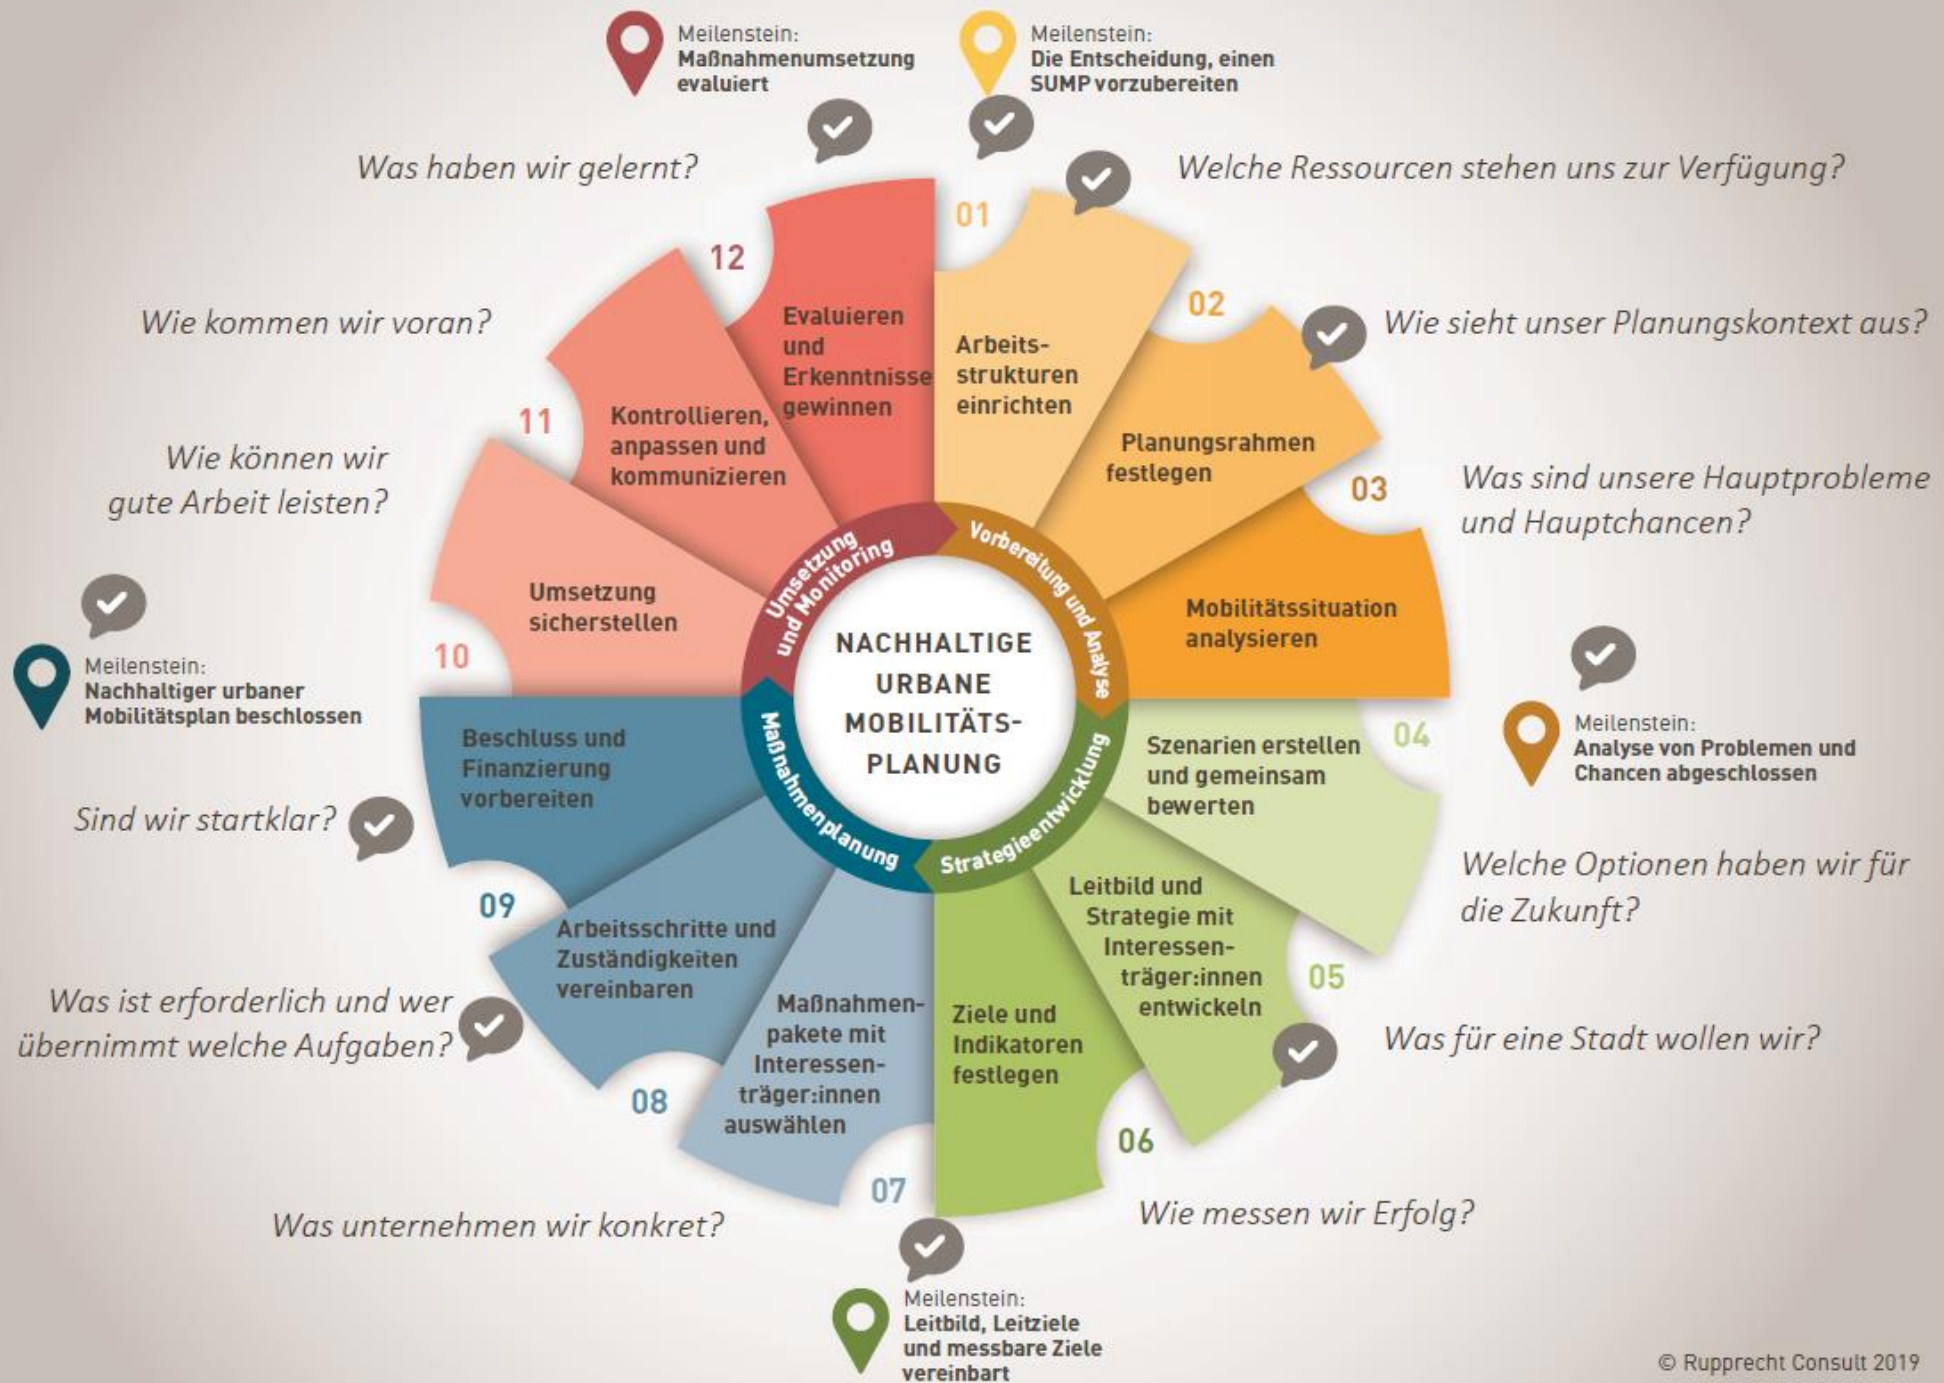 Meilenstein:
Maßnahmenumsetzung
evaluiert
Meilenstein:
Die Entscheidung, einen
SUMP vorzubereiten
Was haben wir gelernt?
Welche Ressourcen stehen uns zur Verfügung?
Wie kommen wir voran?
Wie sieht unser Planungskontext aus?
Wie können wir
gute Arbeit leisten?
Was sind unsere Hauptprobleme
und Hauptchancen?
Meilenstein:
Nachhaltiger urbaner
Mobilitätsplan beschlossen
Meilenstein:
Analyse von Problemen und
Chancen abgeschlossen
Sind wir startklar?
Welche Optionen haben wir für
die Zukunft?
Was ist erforderlich und wer
übernimmt welche Aufgaben?
Was für eine Stadt wollen wir?
Was unternehmen wir konkret?
Wie messen wir Erfolg?
Meilenstein:
Leitbild, Leitziele
und messbare Ziele
vereinbart
01
Arbeits-
strukturen
einrichten
02
Planungsrahmen
festlegen
03
Mobilitätssituation
analysieren
04
Szenarien erstellen
und gemeinsam
bewerten
05
Leitbild und
Strategie mit
Interessen-
träger:innen
entwickeln
06
Ziele und
Indikatoren
festlegen
07
Maßnahmen-
pakete mit
Interessen-
träger:innen
auswählen
08
Arbeitsschritte und
Zuständigkeiten
vereinbaren
09
Beschluss und
Finanzierung
vorbereiten
10
Umsetzung
sicherstellen
11
Kontrollieren,
anpassen und
kommunizieren
12
Evaluieren
und
Erkenntnisse
gewinnen
Vorbereitung und Analyse
Strategieentwicklung
Maßnahmenplanung
Umsetzung
und Monitoring
NACHHALTIGE
URBANE
MOBILITÄTS-
PLANUNG
© Rupprecht Consult 2019